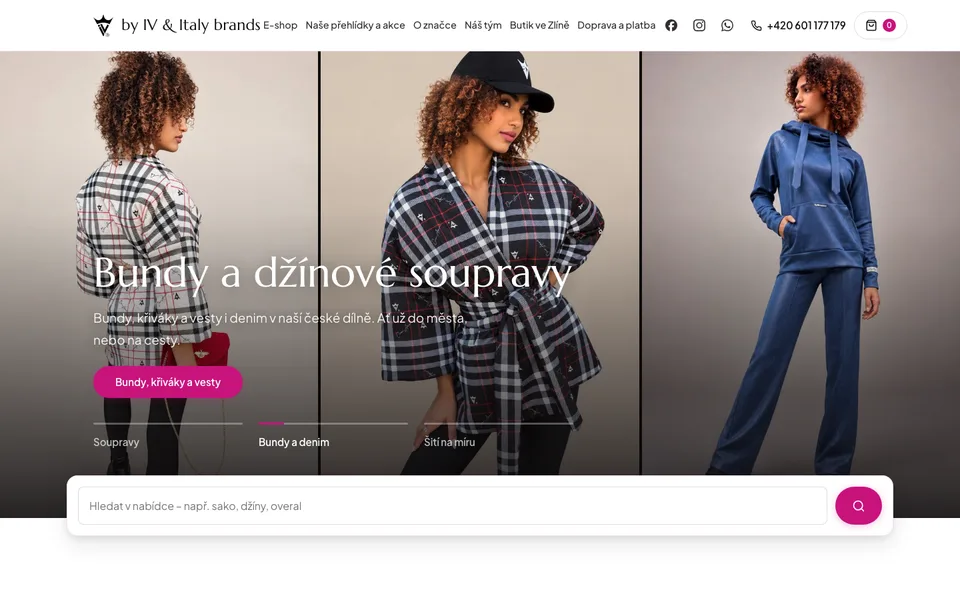 by IV & Italy brands
E-shop
Naše přehlídky a akce
O značce
Náš tým
Butik ve Zlíně
Doprava a platba
+420 601 177 179
0
Bundy a džínové soupravy
Bundy, křiváky a vesty i denim v naší české dílně. Ať už do města,
nebo na cesty.
Bundy, křiváky a vesty
Soupravy
Bundy a denim
Šití na míru
Hledat v nabídce – např. sako, džíny, overal